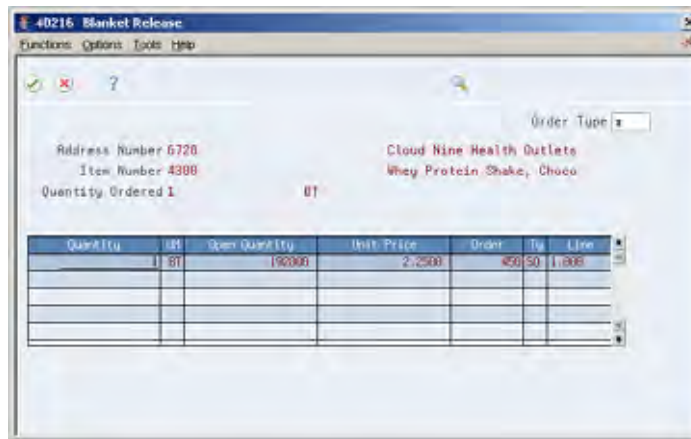 40216 Blanket Release
Functions Options Tools Help
?
Order Type *
Address Number 6720 Cloud Nine Health Outlets
Item Number 4300 Whey Protein Shake, Choco
Quantity Ordered 1 BT
Quantity UM Open Quantity Unit Price Order Ty Line
1 BT 192000 2.2500 450 SO 1.000